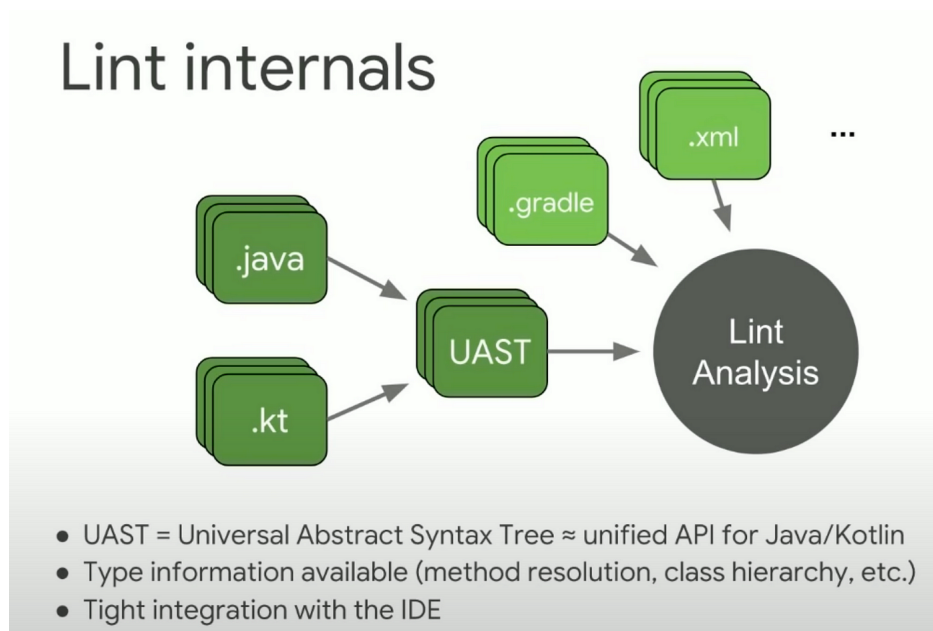 Lint internals
.xml
...
.gradle
.java
UAST
Lint
Analysis
.kt
● UAST = Universal Abstract Syntax Tree ≈ unified API for Java/Kotlin
● Type information available (method resolution, class hierarchy, etc.)
● Tight integration with the IDE